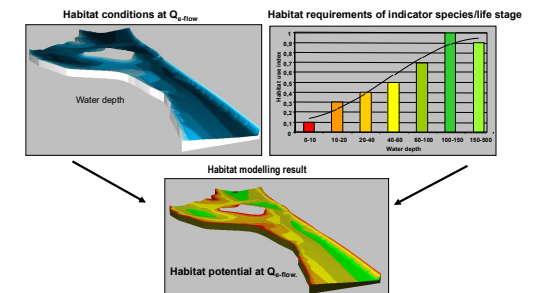 Habitat conditions at Qe-flow
Habitat requirements of indicator species/life stage
Water depth
Habitat use index
1
0,9
0,8
0,7
0,6
0,5
0,4
0,3
0,2
0,1
0
0-10 10-20 20-40 40-60 60-100 100-150 150-500
Water depth
Habitat modelling result
Habitat potential at Qe-flow.